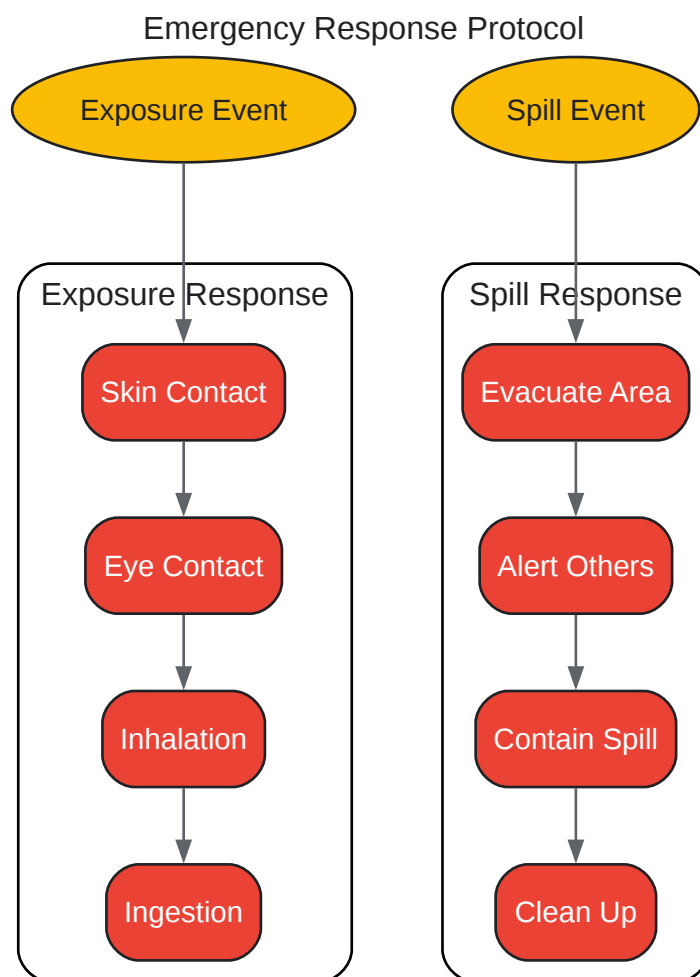 Emergency Response Protocol
Exposure Event
Spill Event
Exposure Response
Skin Contact
Eye Contact
Inhalation
Ingestion
Spill Response
Evacuate Area
Alert Others
Contain Spill
Clean Up